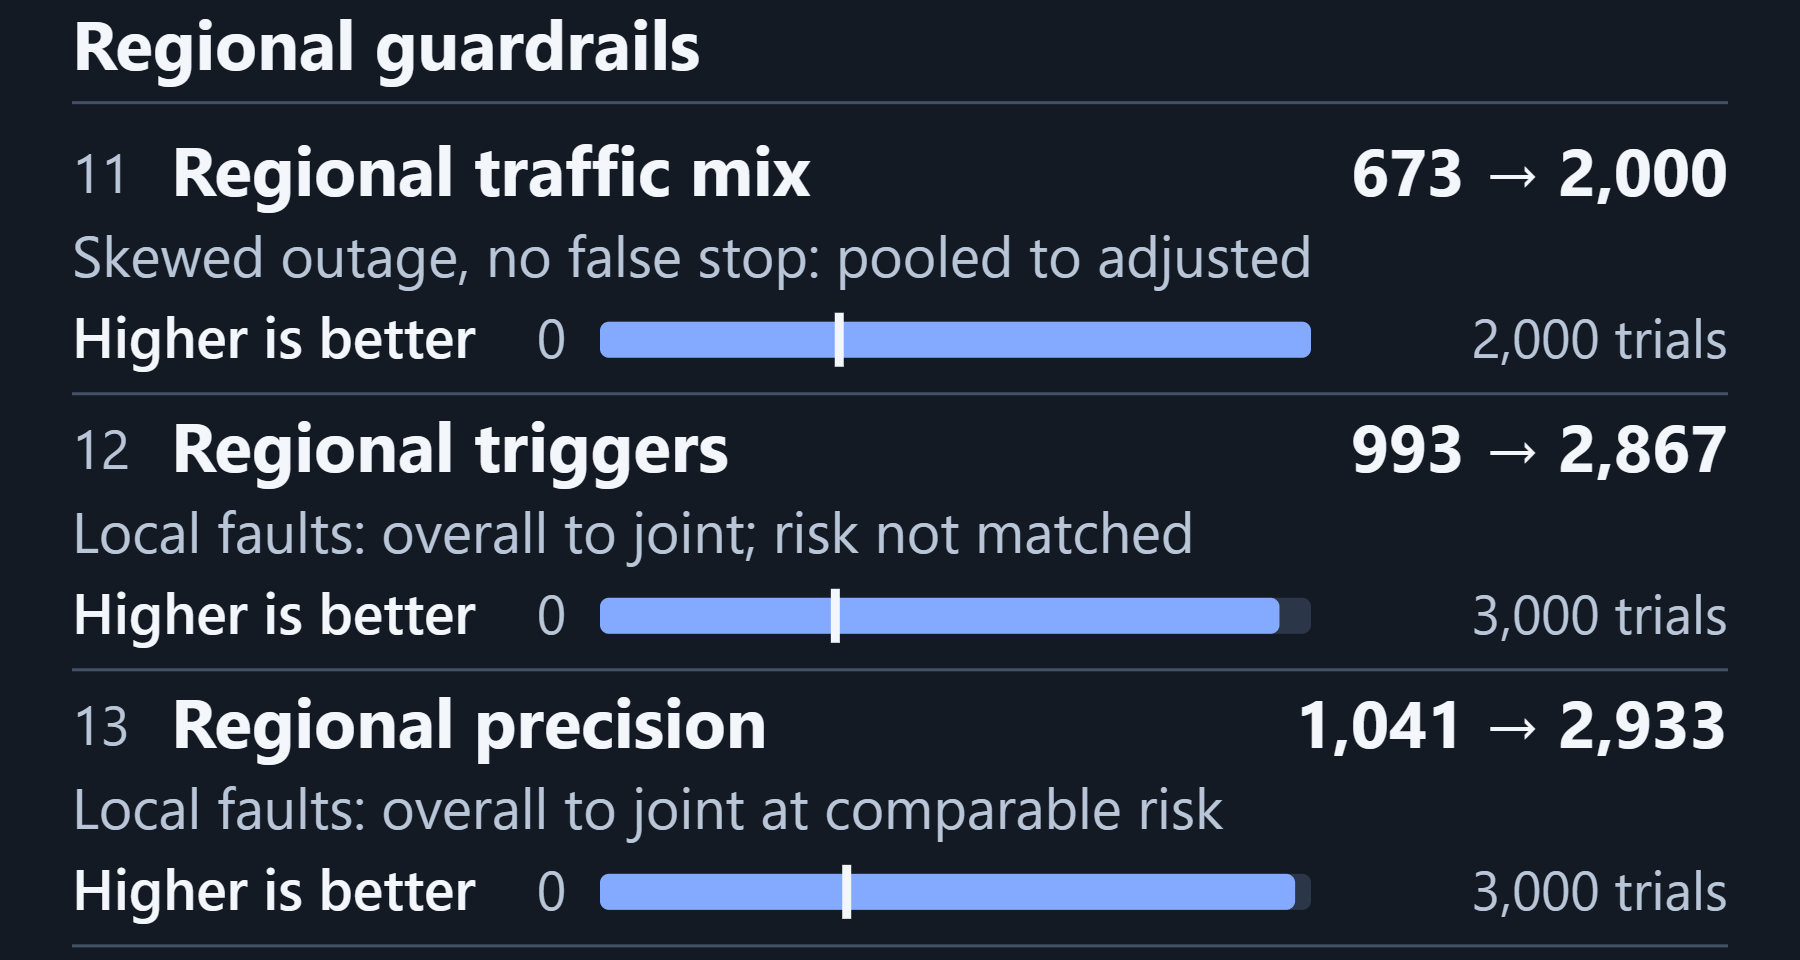 Regional guardrails
11 Regional traffic mix 673 → 2,000
Skewed outage, no false stop: pooled to adjusted
Higher is better 0 2,000 trials
12 Regional triggers 993 → 2,867
Local faults: overall to joint; risk not matched
Higher is better 0 3,000 trials
13 Regional precision 1,041 → 2,933
Local faults: overall to joint at comparable risk
Higher is better 0 3,000 trials